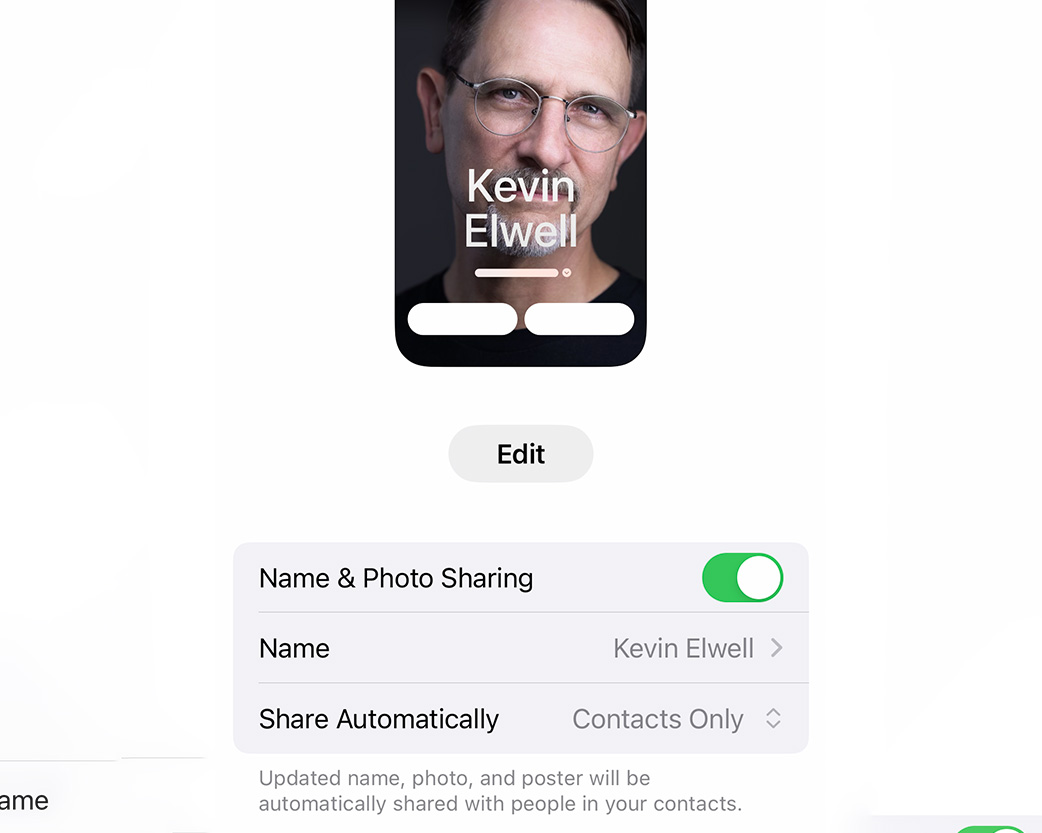 Kevin
Elwell
Edit
Name & Photo Sharing
Name Kevin Elwell
Share Automatically Contacts Only
Updated name, photo, and poster will be
automatically shared with people in your contacts.
ame